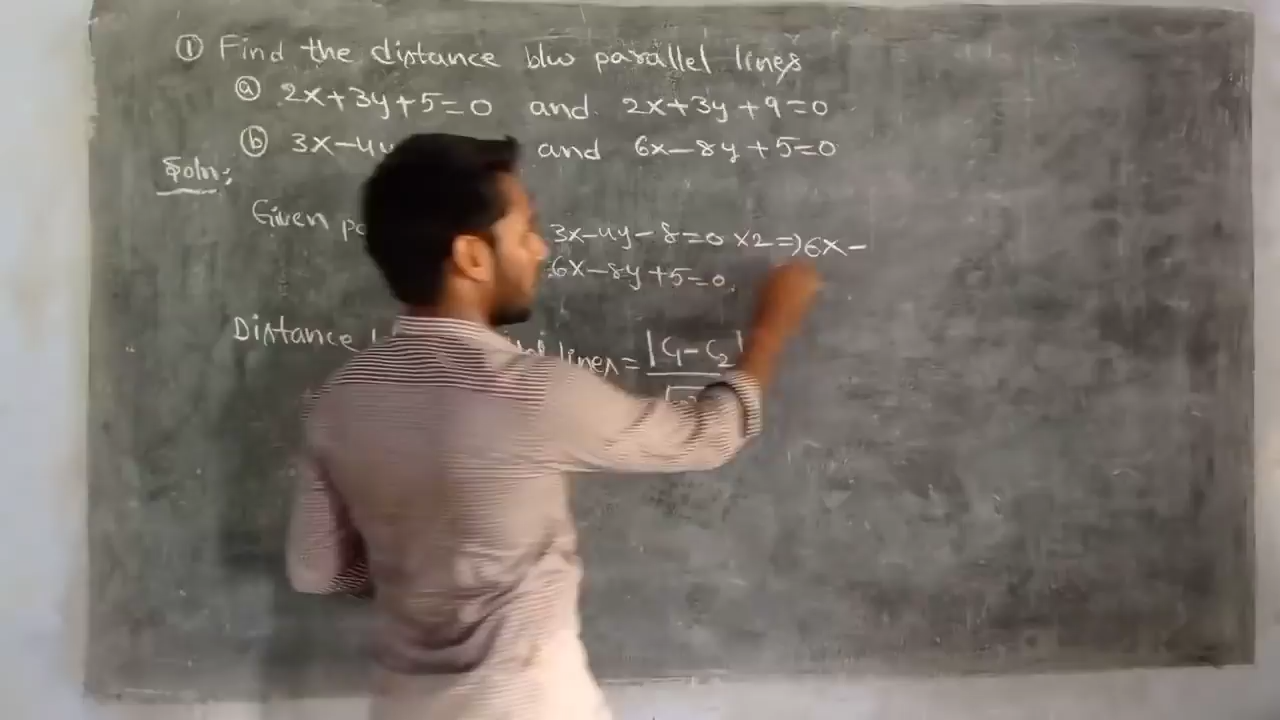 ① Find the distance b/w parallel lines
ⓐ 2x+3y+5=0 and 2x+3y+9=0
ⓑ 3x-4y and 6x-8y+5=0
Soln:
Given 3x-4y-8=0 ×2 ⇒ 6x-
6x-8y+5=0.
Distance lines = |C1-C2|